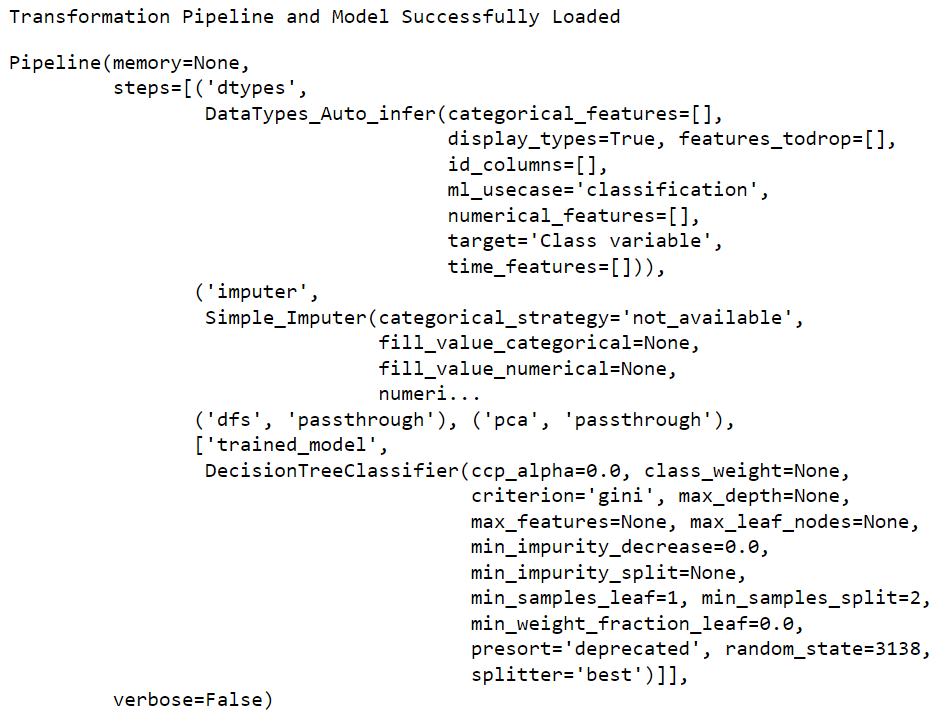 Transformation Pipeline and Model Successfully Loaded
Pipeline(memory=None,
         steps=[('dtypes',
                 DataTypes_Auto_infer(categorical_features=[],
                                      display_types=True, features_todrop=[],
                                      id_columns=[],
                                      ml_usecase='classification',
                                      numerical_features=[],
                                      target='Class variable',
                                      time_features=[])),
                ('imputer',
                 Simple_Imputer(categorical_strategy='not_available',
                                fill_value_categorical=None,
                                fill_value_numerical=None,
                                numeri...
                ('dfs', 'passthrough'), ('pca', 'passthrough'),
                ['trained_model',
                 DecisionTreeClassifier(ccp_alpha=0.0, class_weight=None,
                                        criterion='gini', max_depth=None,
                                        max_features=None, max_leaf_nodes=None,
                                        min_impurity_decrease=0.0,
                                        min_impurity_split=None,
                                        min_samples_leaf=1, min_samples_split=2,
                                        min_weight_fraction_leaf=0.0,
                                        presort='deprecated', random_state=3138,
                                        splitter='best')]],
         verbose=False)